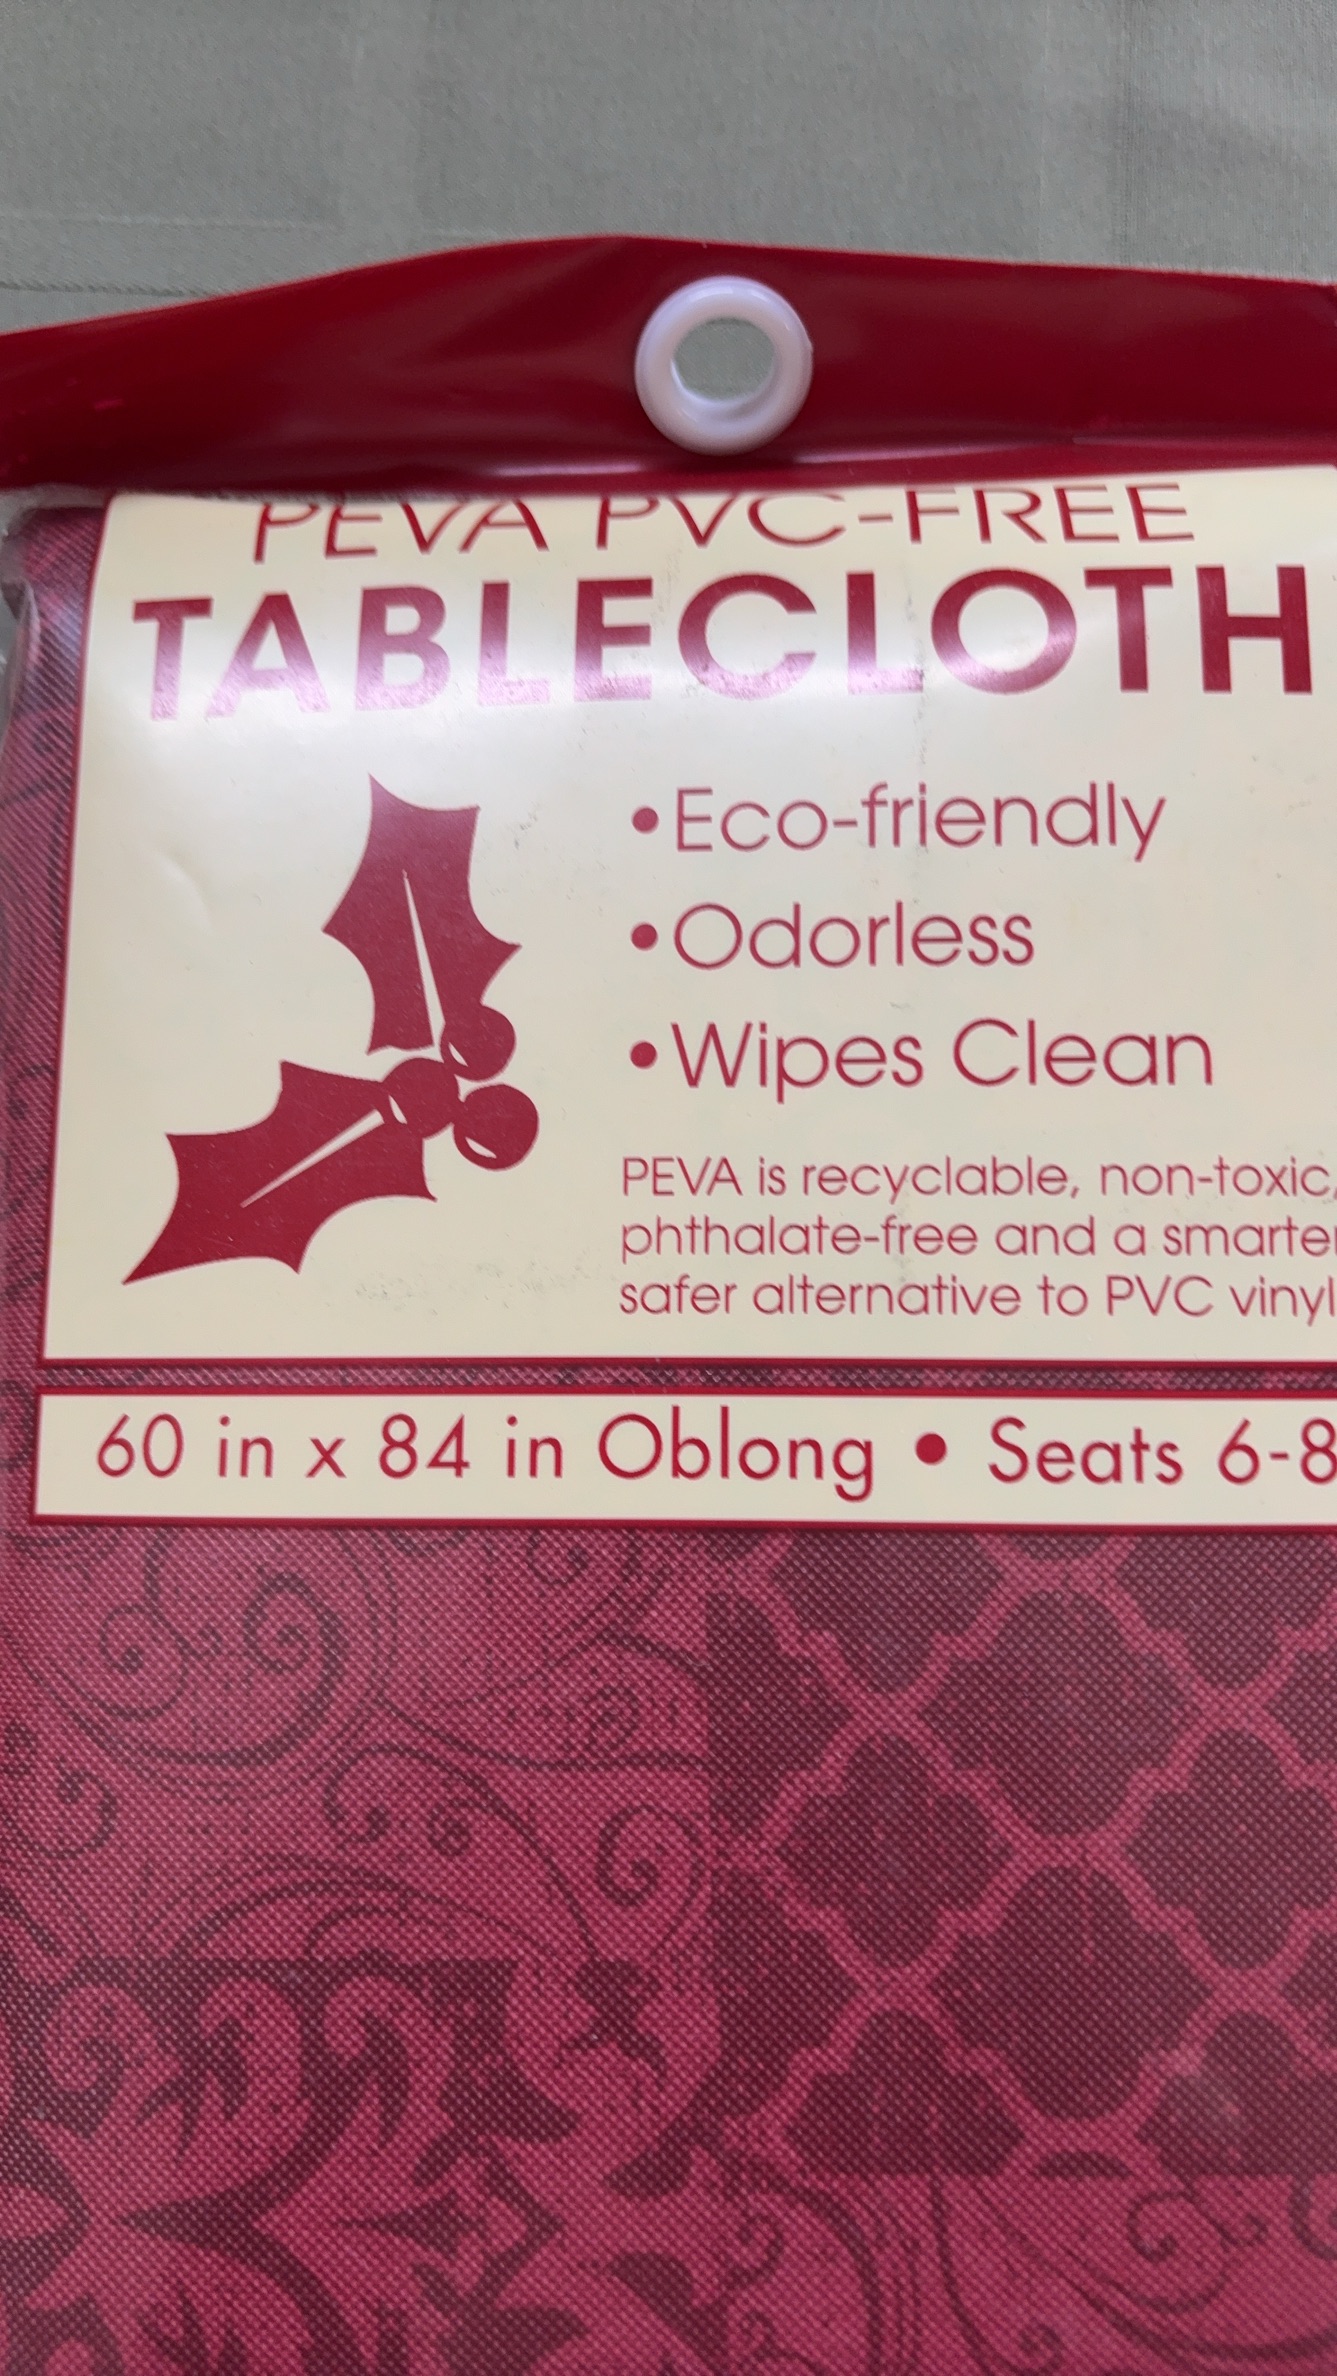 PEVA PVC-FREE
TABLECLOTH
•Eco-friendly
•Odorless
•Wipes Clean
PEVA is recyclable, non-toxic,
phthalate-free and a smarter
safer alternative to PVC vinyl
60 in x 84 in Oblong • Seats 6-8